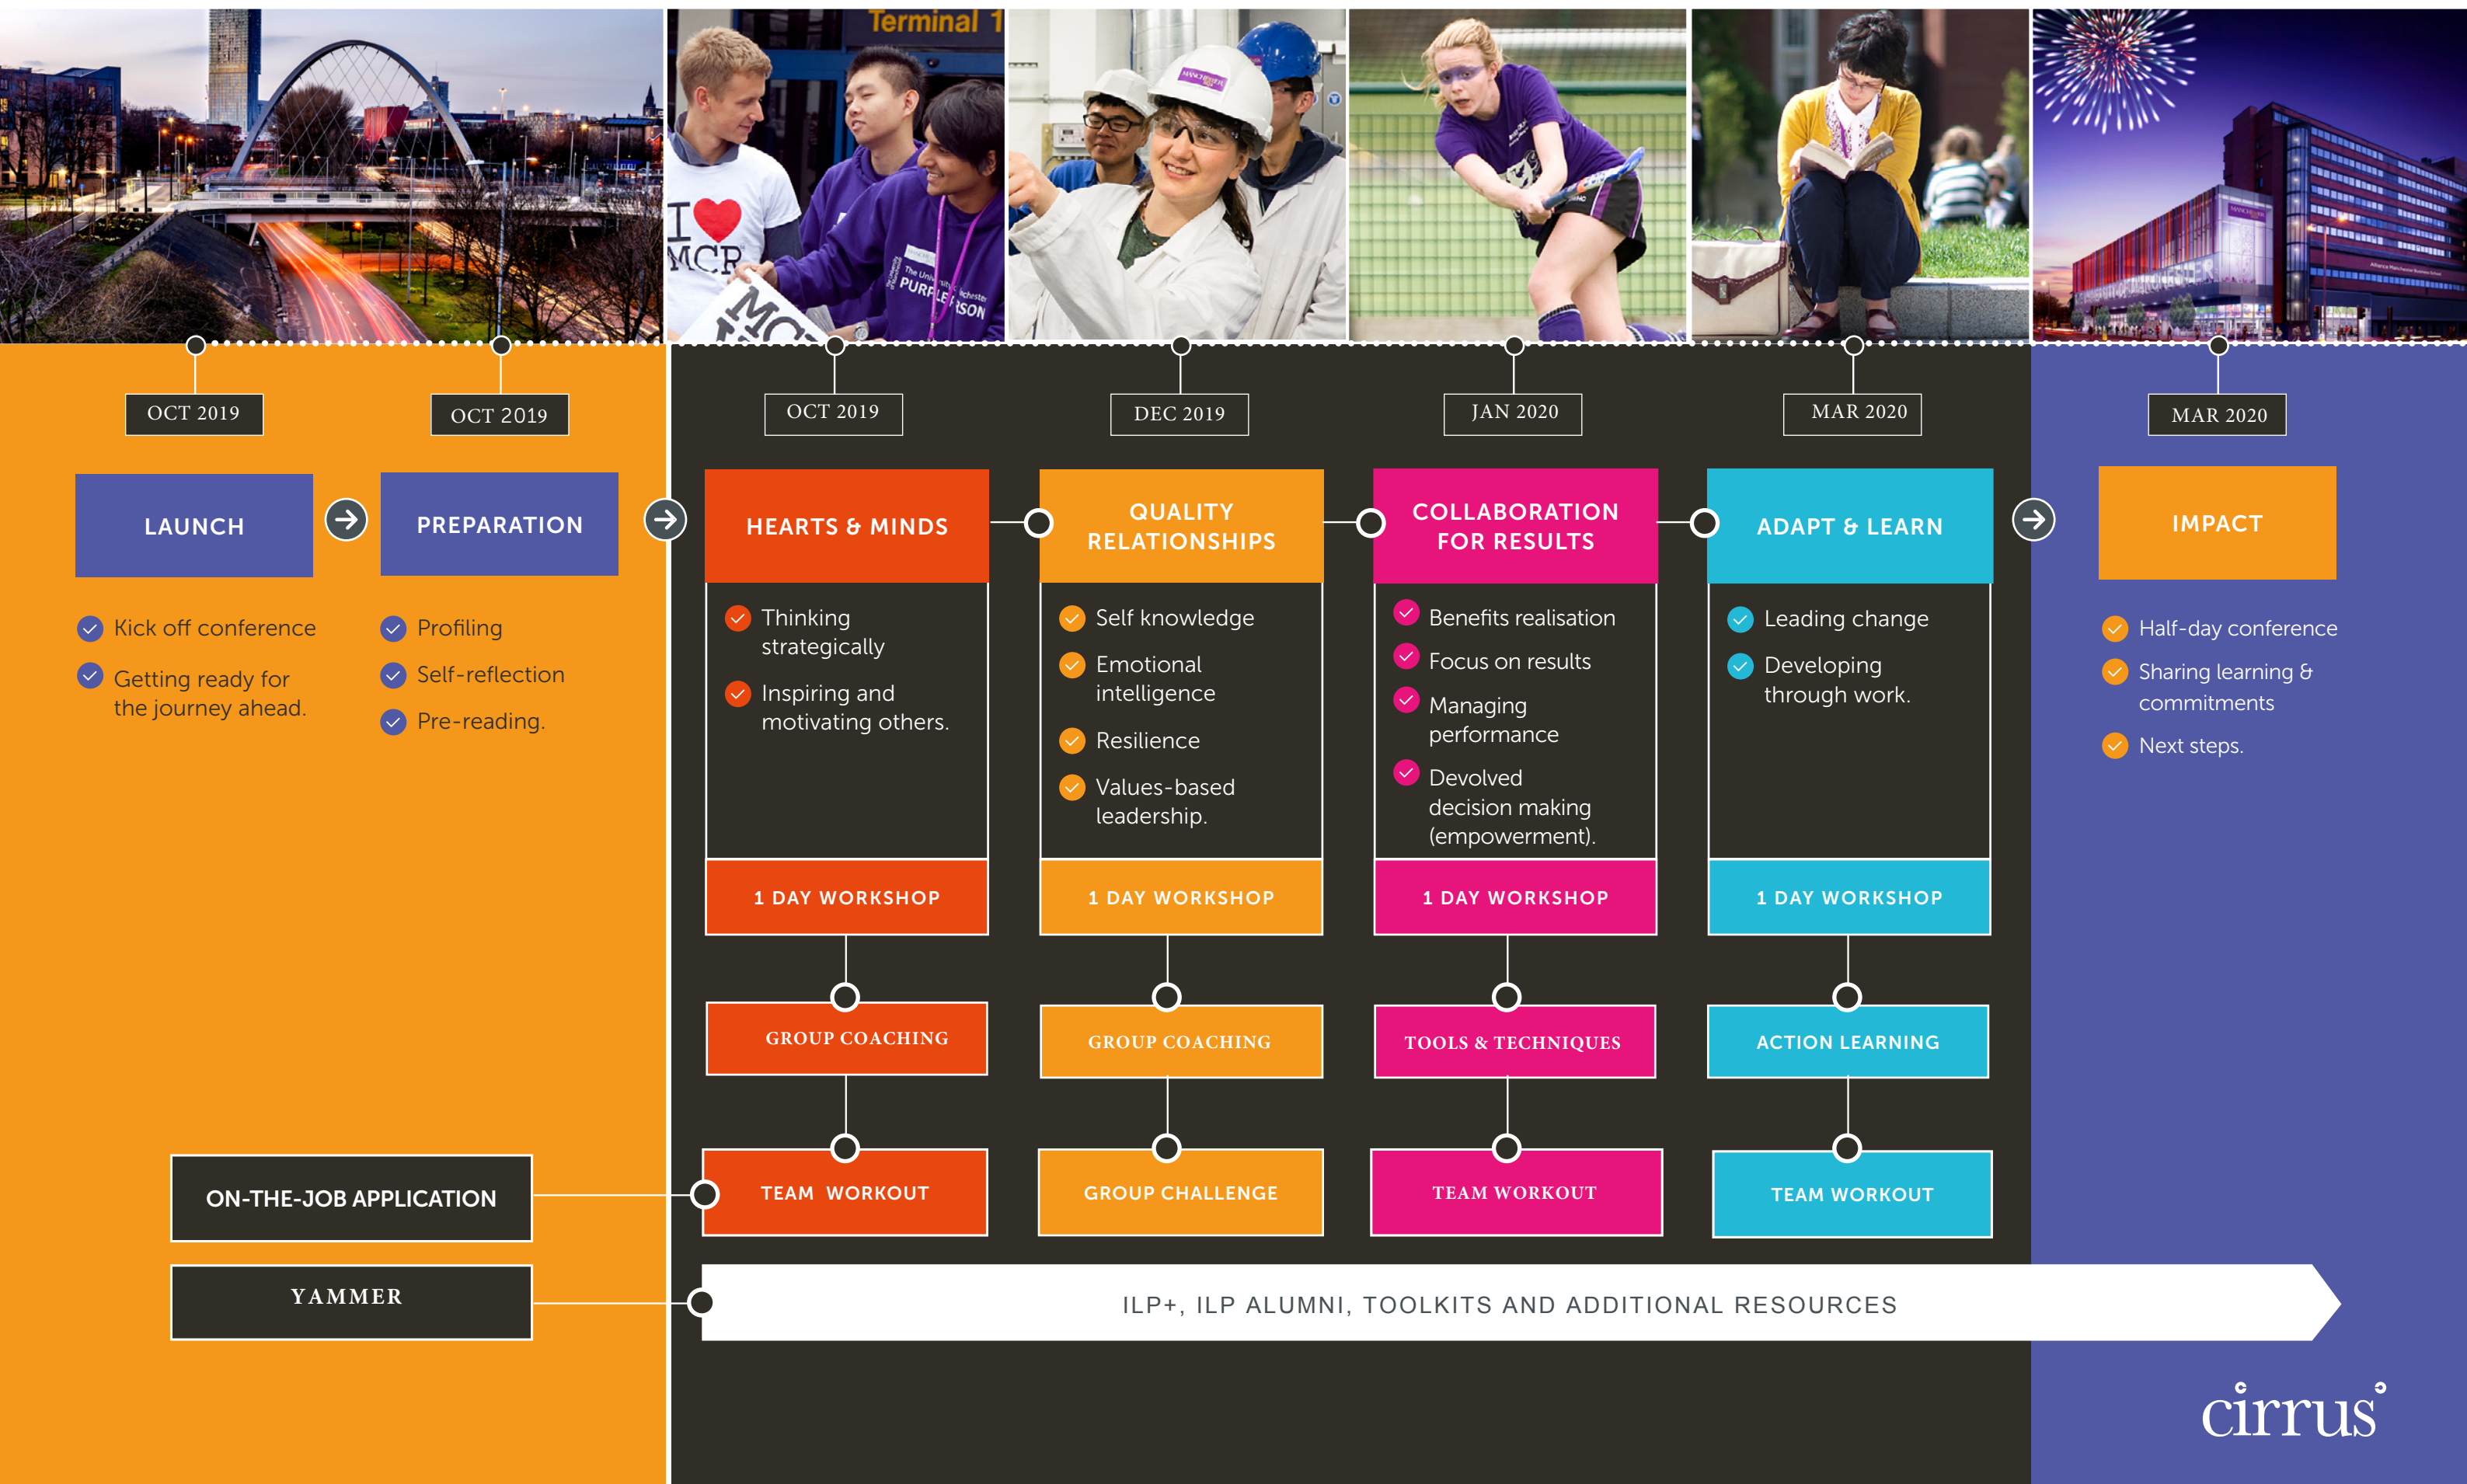 Terminal 1
I
MCR
MANCHESTER
OCT 2019
OCT 2019
OCT 2019
DEC 2019
JAN 2020
MAR 2020
MAR 2020
LAUNCH
Kick off conference
Getting ready for
the journey ahead.
PREPARATION
Profiling
Self-reflection
Pre-reading.
HEARTS & MINDS
Thinking
strategically
Inspiring and
motivating others.
1 DAY WORKSHOP
GROUP COACHING
TEAM WORKOUT
QUALITY
RELATIONSHIPS
Self knowledge
Emotional
intelligence
Resilience
Values-based
leadership.
1 DAY WORKSHOP
GROUP COACHING
GROUP CHALLENGE
COLLABORATION
FOR RESULTS
Benefits realisation
Focus on results
Managing
performance
Devolved
decision making
(empowerment).
1 DAY WORKSHOP
TOOLS & TECHNIQUES
TEAM WORKOUT
ADAPT & LEARN
Leading change
Developing
through work.
1 DAY WORKSHOP
ACTION LEARNING
TEAM WORKOUT
IMPACT
Half-day conference
Sharing learning &
commitments
Next steps.
ON-THE-JOB APPLICATION
YAMMER
ILP+, ILP ALUMNI, TOOLKITS AND ADDITIONAL RESOURCES
cirrus